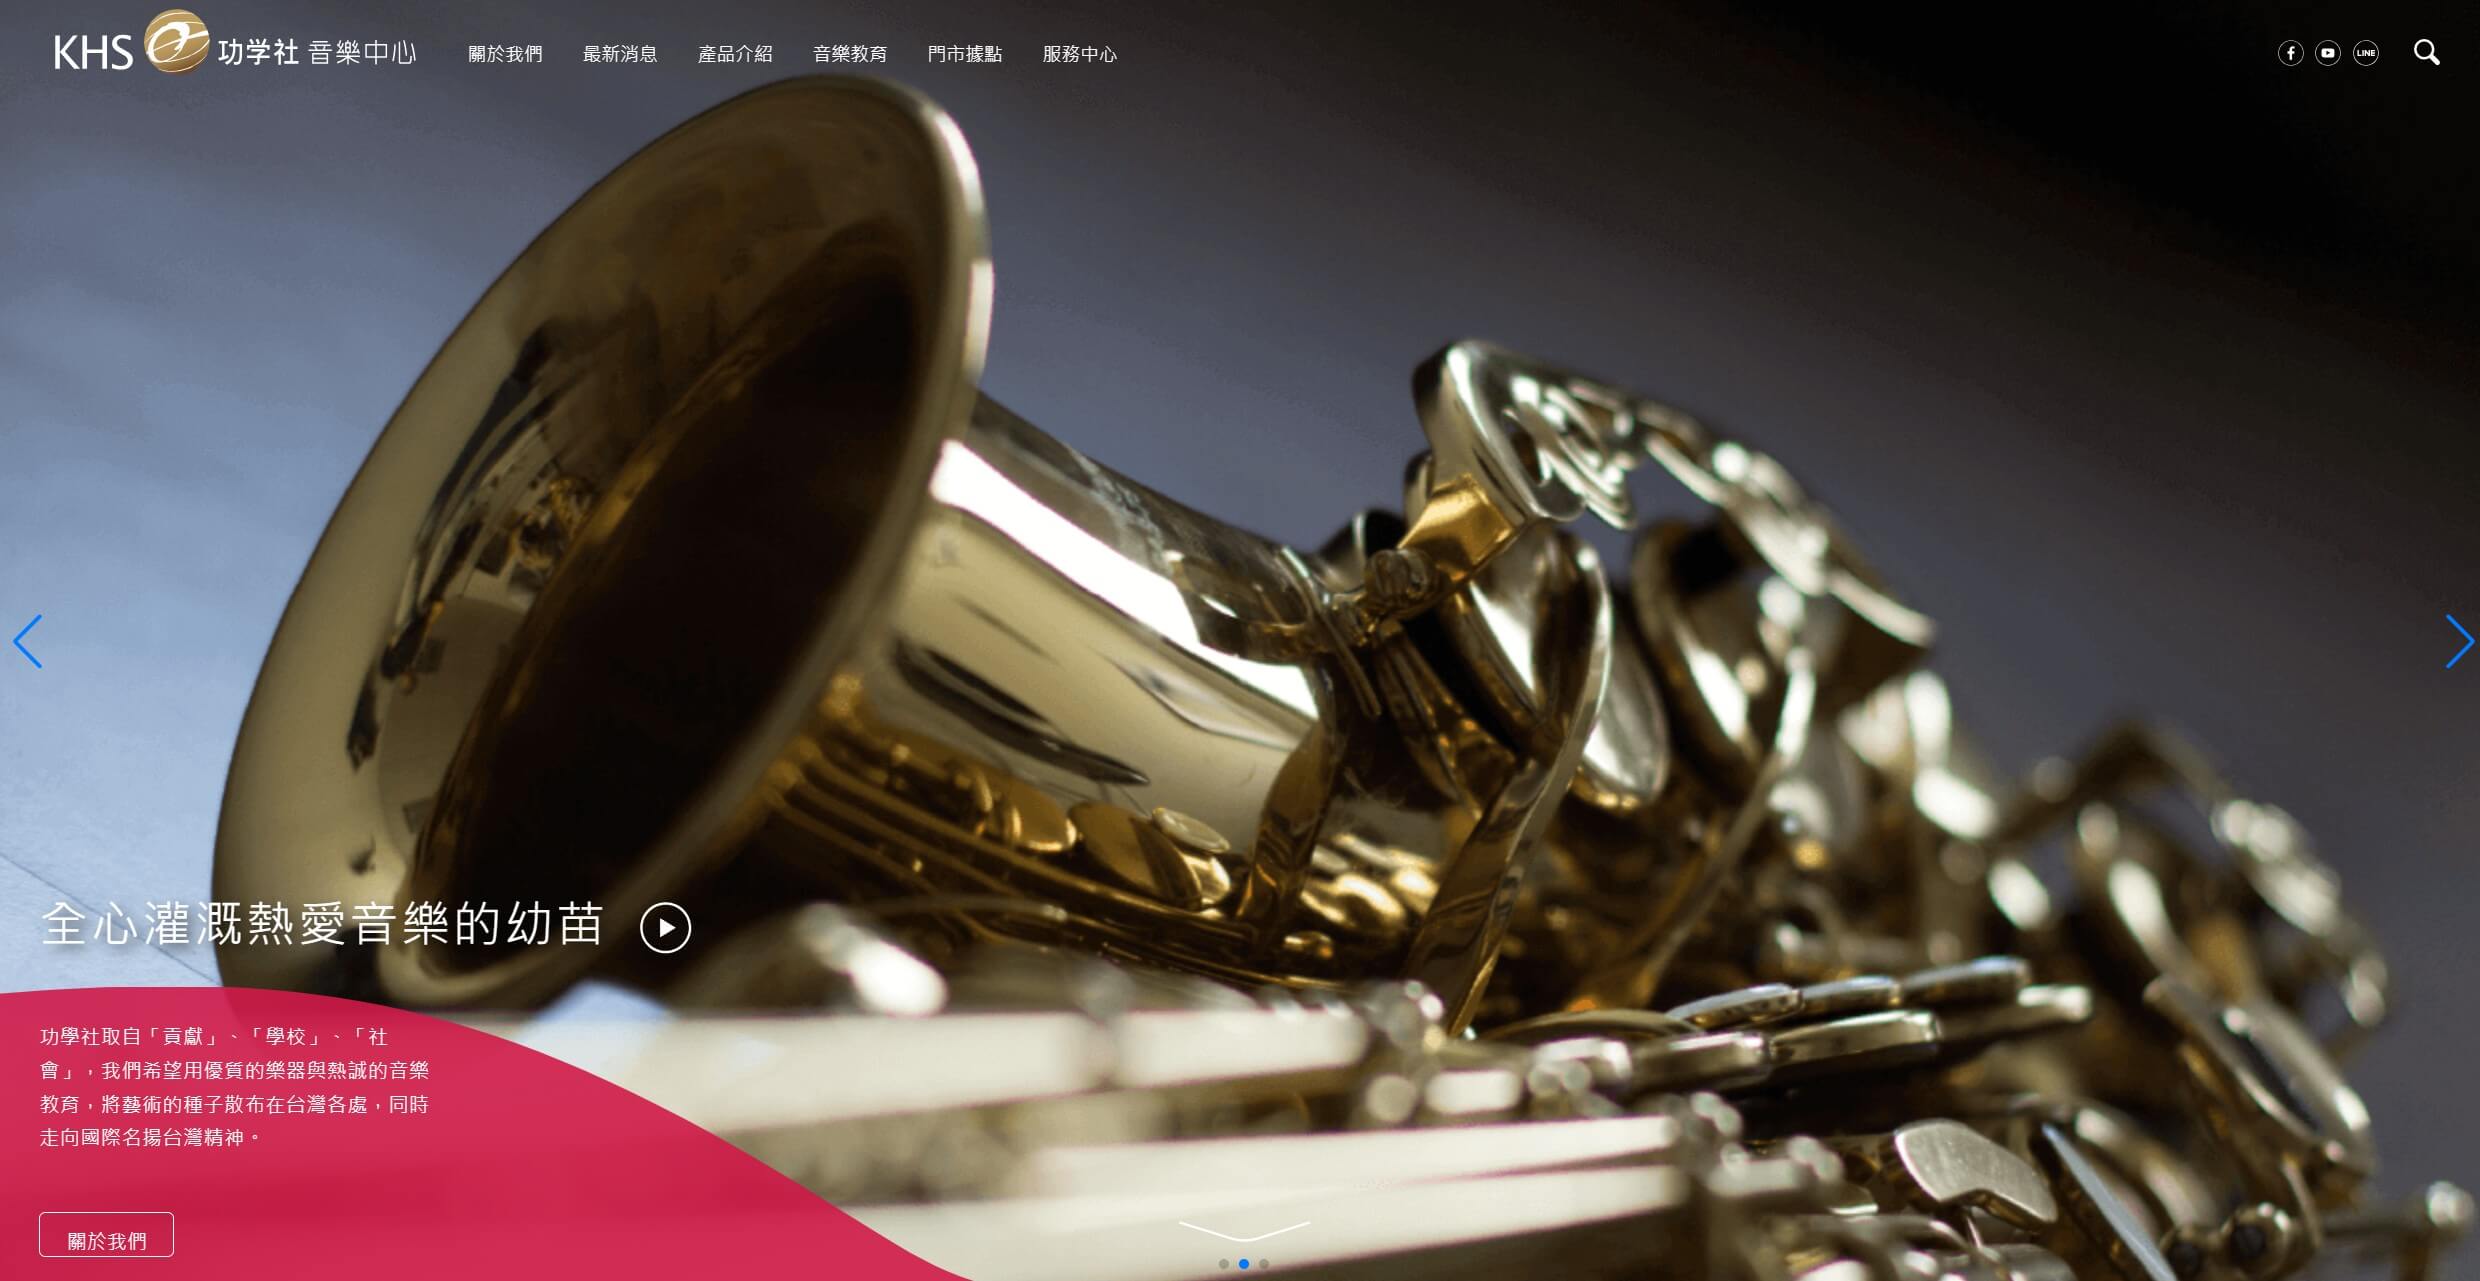 KHS 功学社 音樂中心
關於我們 最新消息 產品介紹 音樂教育 門市據點 服務中心
LINE
全心灌溉熱愛音樂的幼苗
功學社取自「貢獻」、「學校」、「社
會」，我們希望用優質的樂器與熱誠的音樂
教育，將藝術的種子散布在台灣各處，同時
走向國際名揚台灣精神。
關於我們